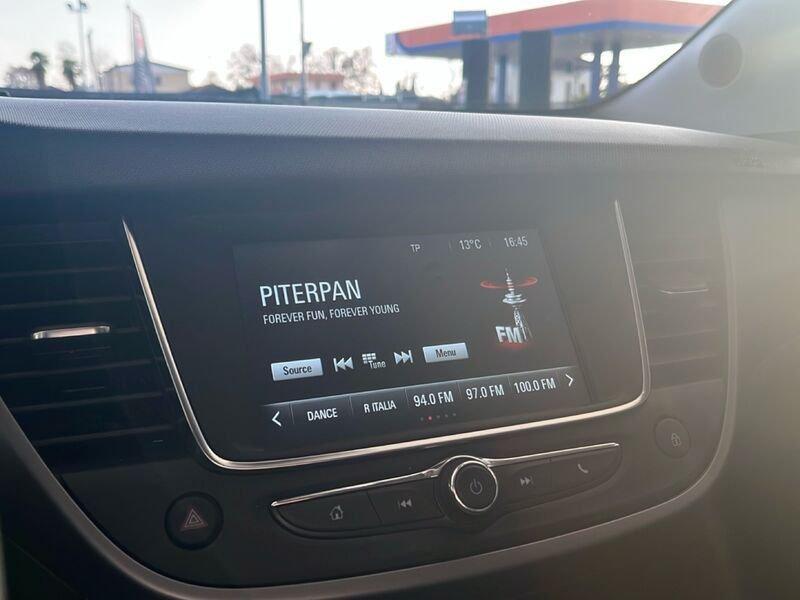 TP 13°C 16:45
PITERPAN
FOREVER FUN, FOREVER YOUNG
FM
Source Tune Menu
DANCE R ITALIA 94.0 FM 97.0 FM 100.0 FM